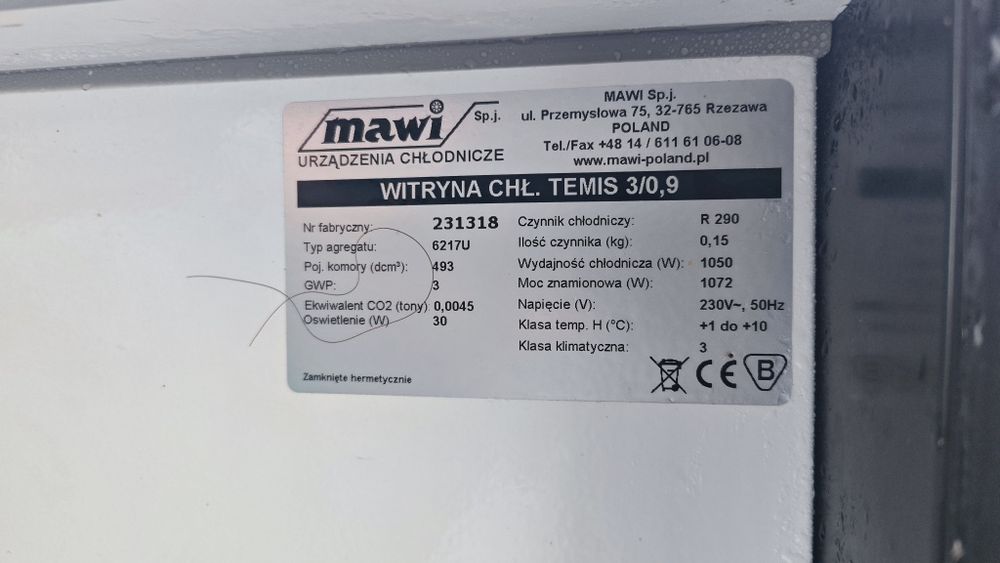 mawi Sp.j.
URZĄDZENIA CHŁODNICZE
MAWI Sp.j.
ul. Przemyslowa 75, 32-765 Rzezawa
POLAND
Tel./Fax +48 14 / 611 61 06-08
www.mawi-poland.pl
WITRYNA CHŁ. TEMIS 3/0,9
Nr fabryczny: 231318
Typ agregatu: 6217U
Poj. komory (dcm³): 493
GWP: 3
Ekwiwalent CO2 (tony): 0,0045
Oswietlenie (W) 30
Zamknięte hermetycznie
Czynnik chłodniczy: R 290
Ilość czynnika (kg): 0,15
Wydajność chłodnicza (W): 1050
Moc znamionowa (W): 1072
Napięcie (V): 230V~, 50Hz
Klasa temp. H (°C): +1 do +10
Klasa klimatyczna: 3
CE B